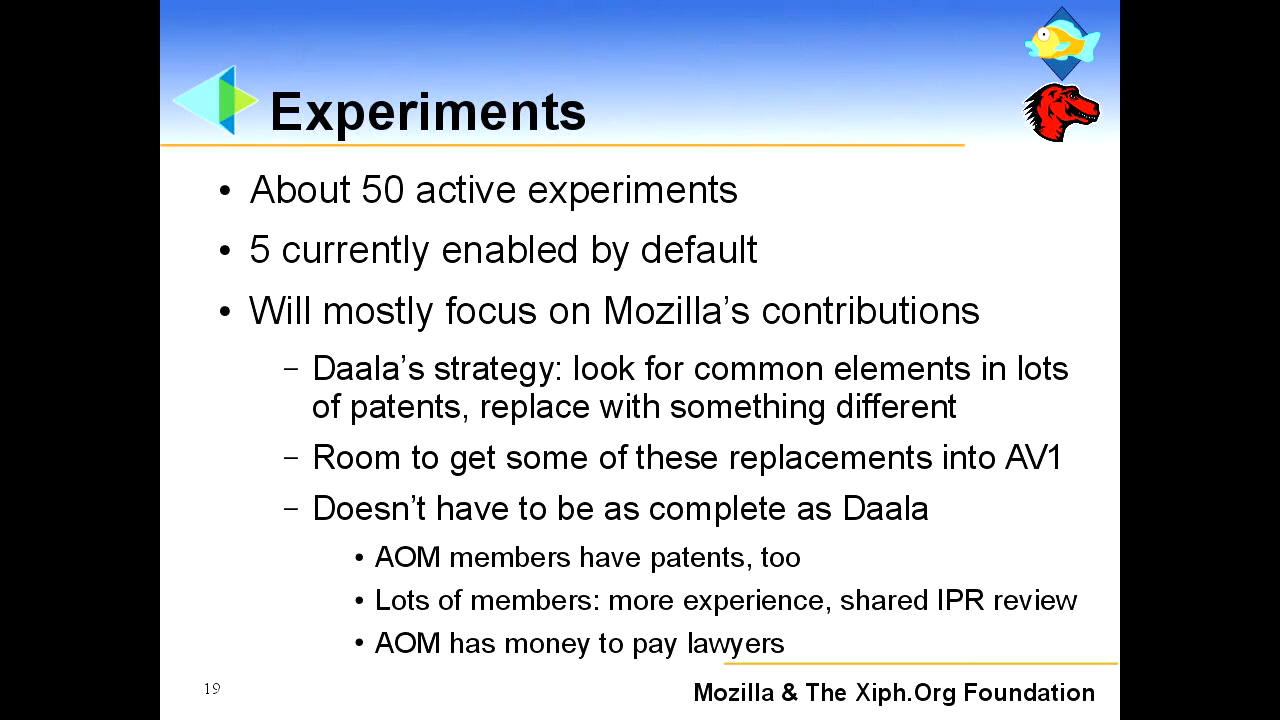 Experiments
• About 50 active experiments
• 5 currently enabled by default
• Will mostly focus on Mozilla’s contributions
– Daala’s strategy: look for common elements in lots
of patents, replace with something different
– Room to get some of these replacements into AV1
– Doesn’t have to be as complete as Daala
• AOM members have patents, too
• Lots of members: more experience, shared IPR review
• AOM has money to pay lawyers
19
Mozilla & The Xiph.Org Foundation